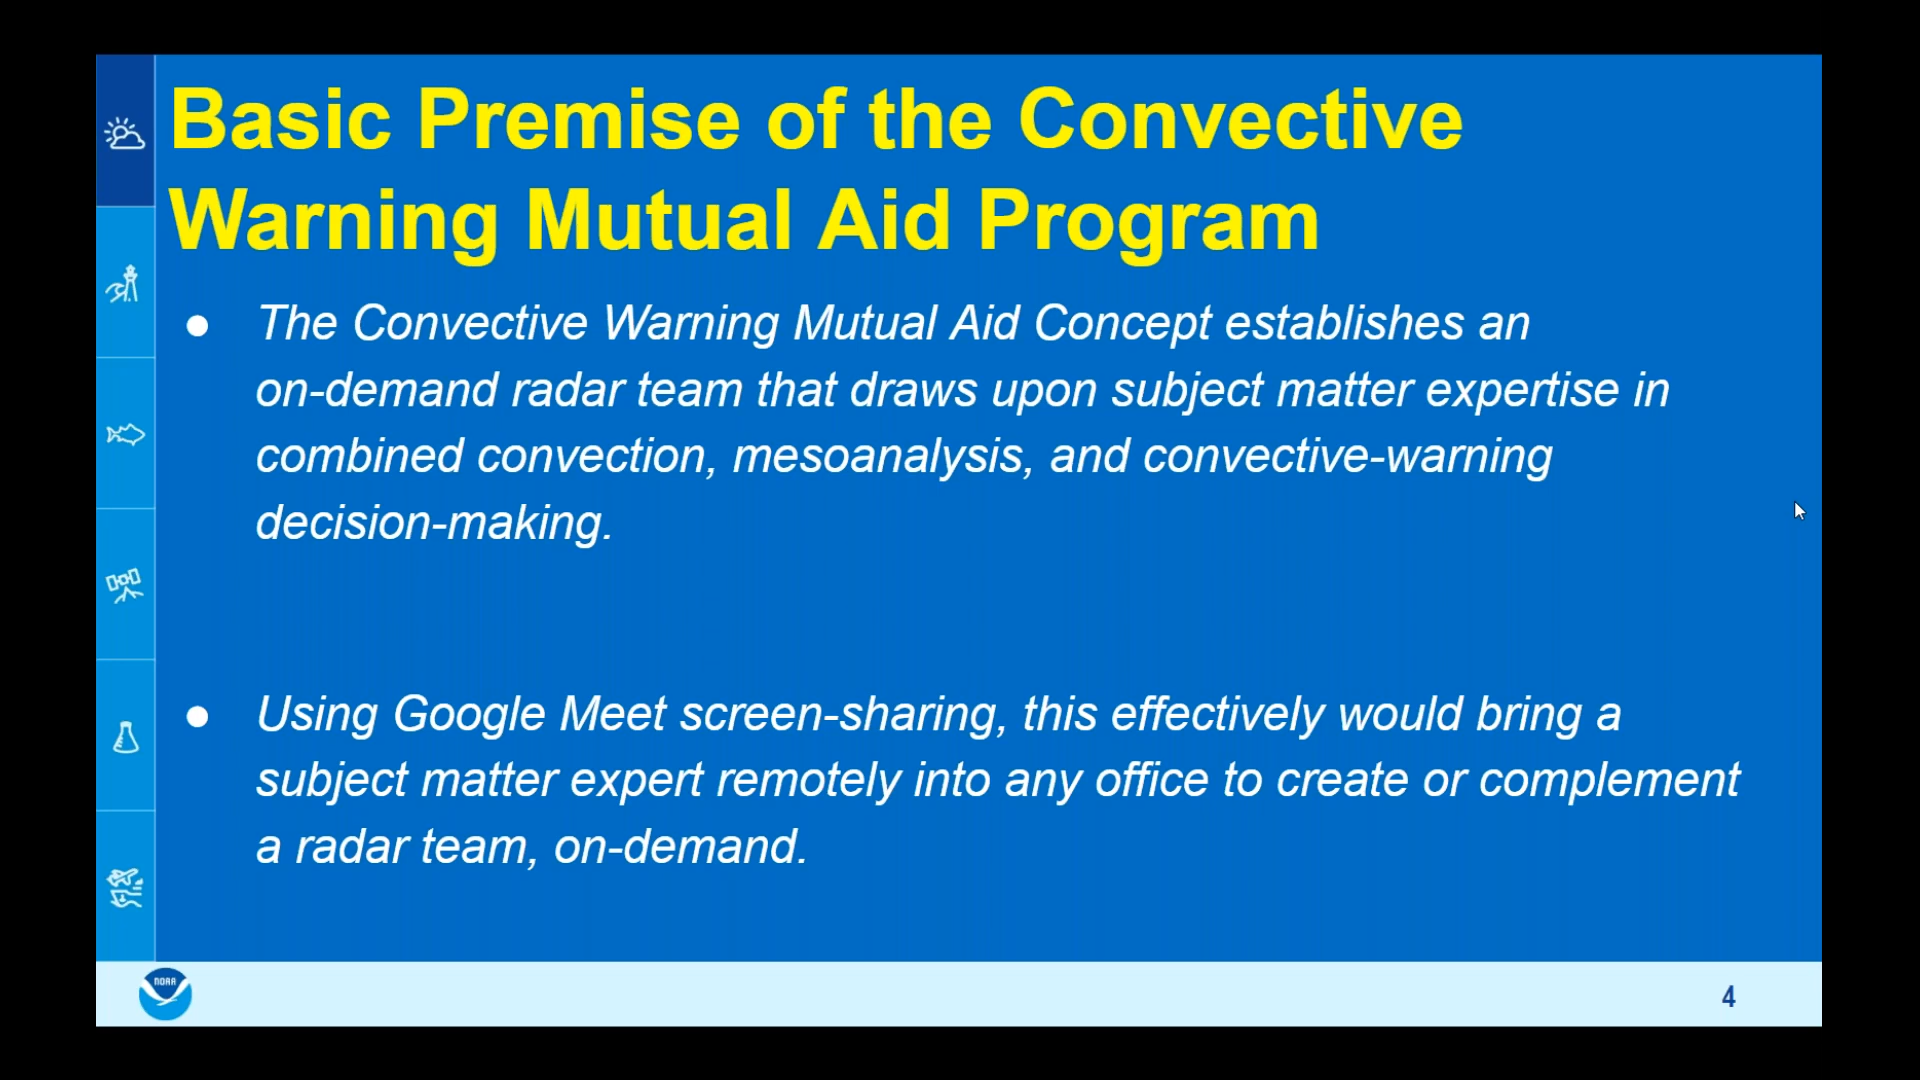 Basic Premise of the Convective
Warning Mutual Aid Program
● The Convective Warning Mutual Aid Concept establishes an
on-demand radar team that draws upon subject matter expertise in
combined convection, mesoanalysis, and convective-warning
decision-making.
● Using Google Meet screen-sharing, this effectively would bring a
subject matter expert remotely into any office to create or complement
a radar team, on-demand.
NOAA
4